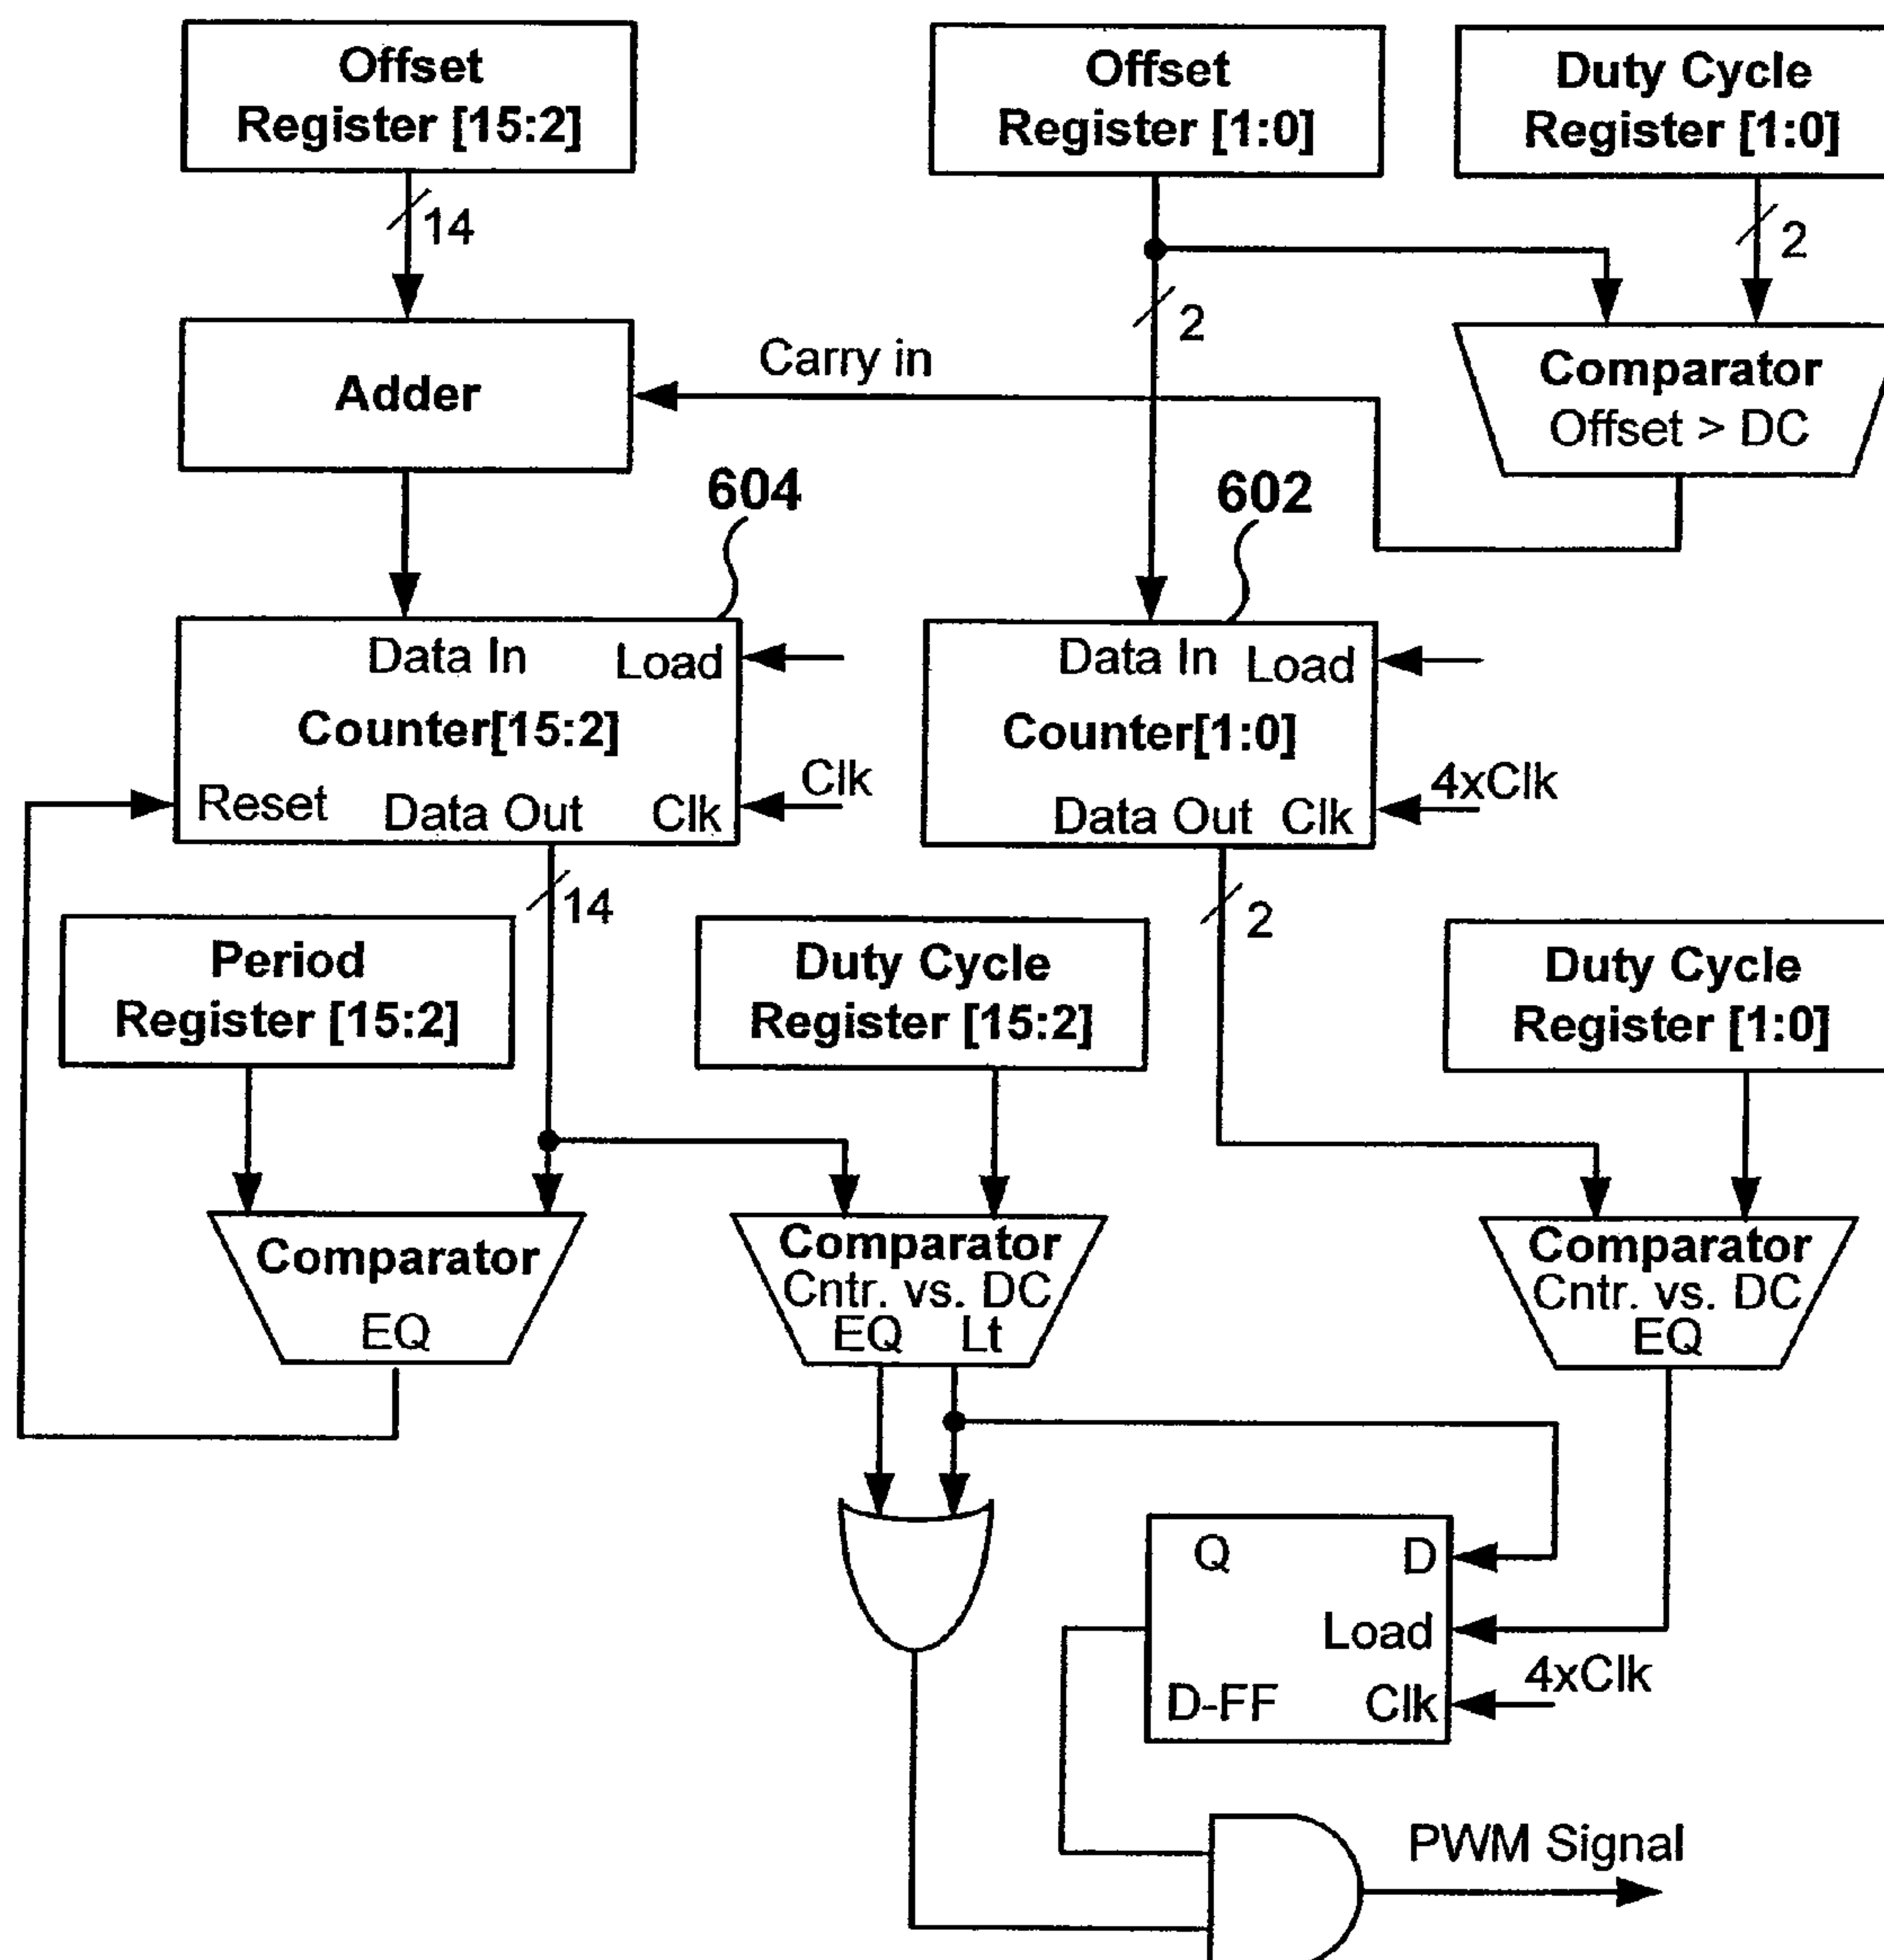 Offset
Register [15:2]
Offset
Register [1:0]
Duty Cycle
Register [1:0]
14
2
2
Adder
Carry in
Comparator
Offset > DC
604
602
Data In
Load
Counter[15:2]
Clk
Reset
Data Out
Clk
Data In
Load
Counter[1:0]
4xClk
Data Out
Clk
14
2
Period
Register [15:2]
Duty Cycle
Register [15:2]
Duty Cycle
Register [1:0]
Comparator
EQ
Comparator
Cntr. vs. DC
EQ Lt
Comparator
Cntr. vs. DC
EQ
Q
D
Load
4xClk
D-FF
Clk
PWM Signal